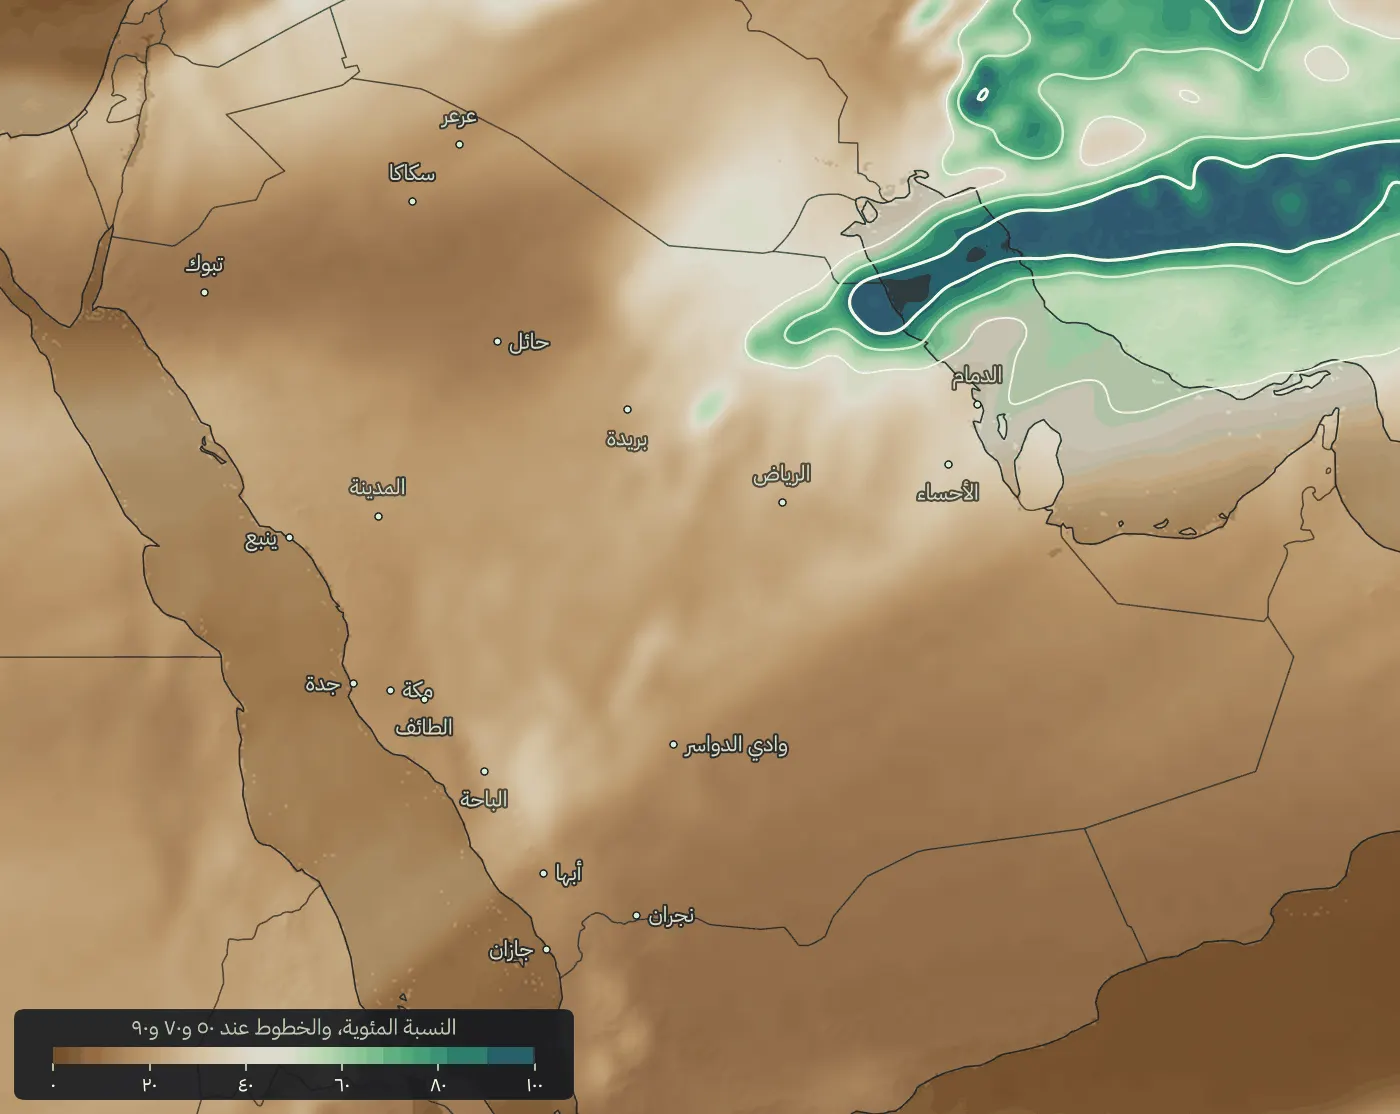 عرعر
سكاكا
تبوك
حائل
الدمام
بريدة
الرياض
المدينة
الأحساء
ينبع
جدة
مكة
الطائف
وادي الدواسر
الباحة
أبها
نجران
جازان
النسبة المئوية، والخطوط عند ٥٠ و٧٠ و٩٠
٠ ٢٠ ٤٠ ٦٠ ٨٠ ١٠٠